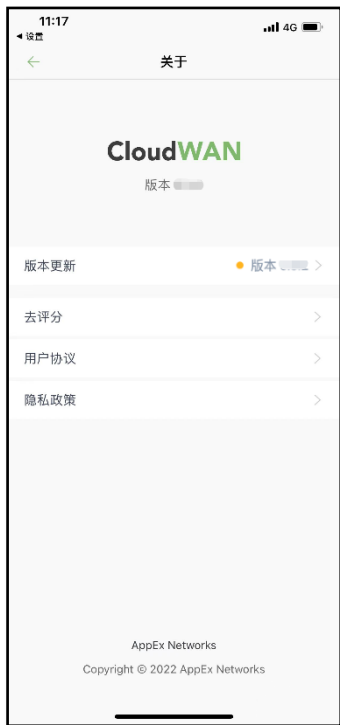 11:17
4G
◀ 设置
关于
CloudWAN
版本
版本更新
版本
去评分
用户协议
隐私政策
AppEx Networks
Copyright © 2022 AppEx Networks